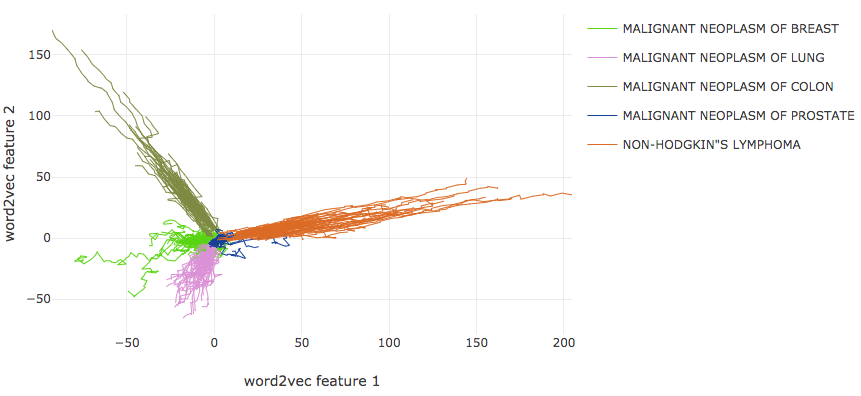 MALIGNANT NEOPLASM OF BREAST
MALIGNANT NEOPLASM OF LUNG
MALIGNANT NEOPLASM OF COLON
MALIGNANT NEOPLASM OF PROSTATE
NON-HODGKIN"S LYMPHOMA
word2vec feature 2
150
100
50
0
−50
−50 0 50 100 150 200
word2vec feature 1